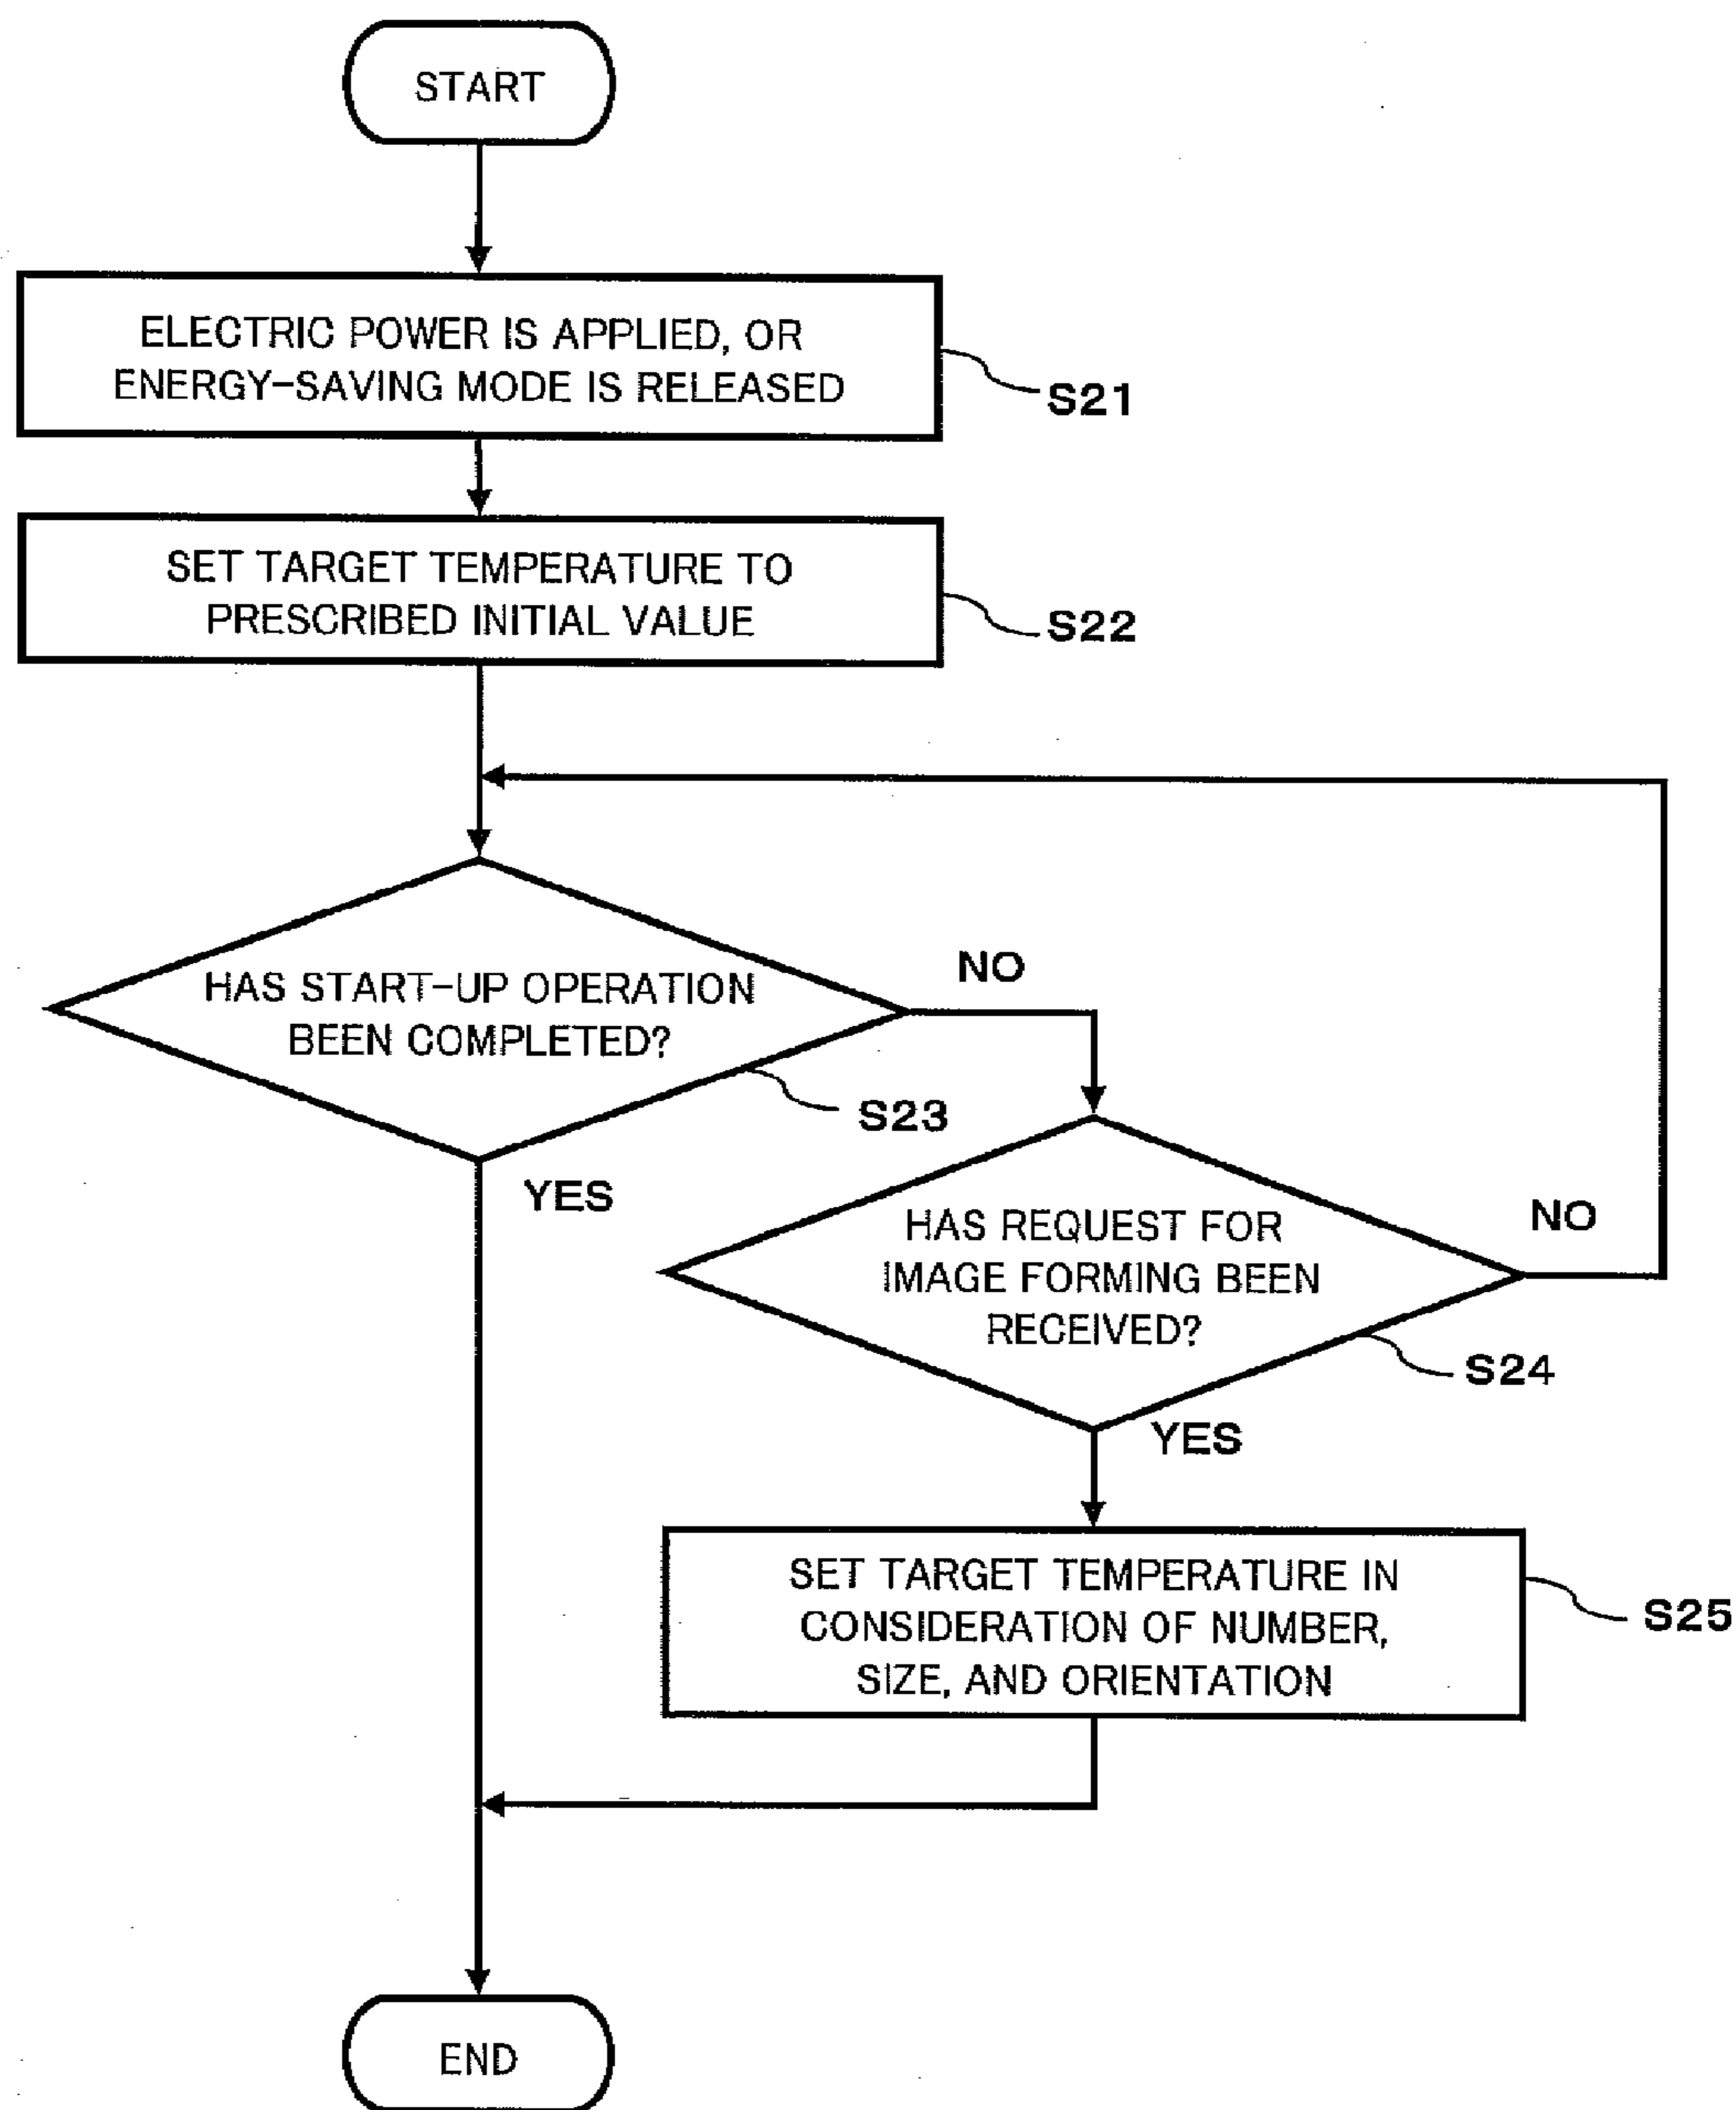 START
ELECTRIC POWER IS APPLIED, OR
ENERGY-SAVING MODE IS RELEASED
S21
SET TARGET TEMPERATURE TO
PRESCRIBED INITIAL VALUE
S22
HAS START-UP OPERATION
BEEN COMPLETED?
NO
S23
YES
HAS REQUEST FOR
IMAGE FORMING BEEN
RECEIVED?
NO
S24
YES
SET TARGET TEMPERATURE IN
CONSIDERATION OF NUMBER,
SIZE, AND ORIENTATION
S25
END